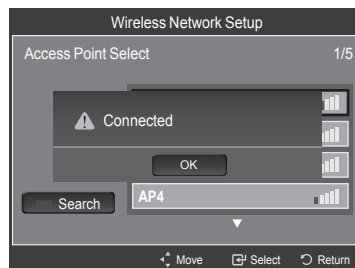 Wireless Network Setup
Access Point Select 1/5
Connected
OK
Search
AP4
Move Select Return